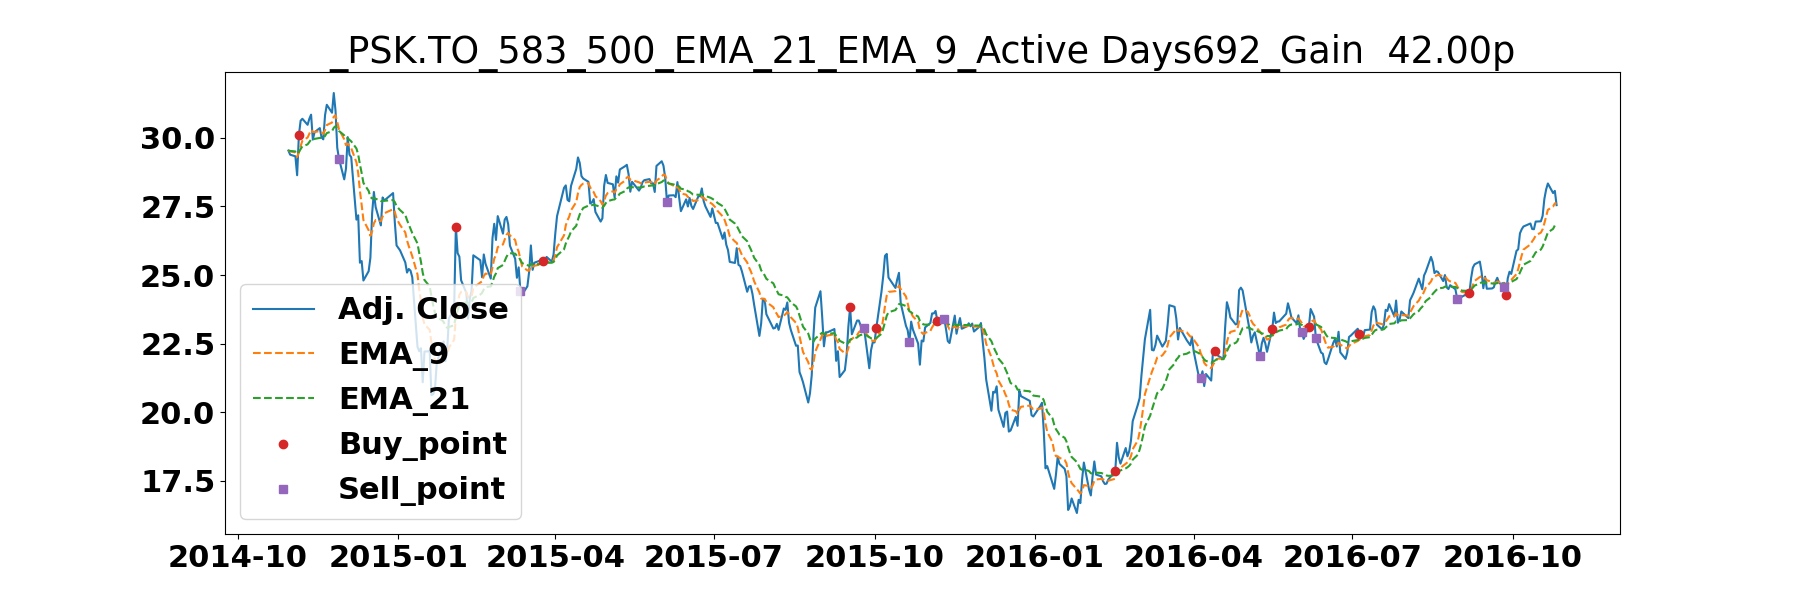 _PSK.TO_583_500_EMA_21_EMA_9_Active Days692_Gain  42.00p
30.0
27.5
25.0
22.5
20.0
17.5
Adj. Close
EMA_9
EMA_21
Buy_point
Sell_point
2014-10 2015-01 2015-04 2015-07 2015-10 2016-01 2016-04 2016-07 2016-10